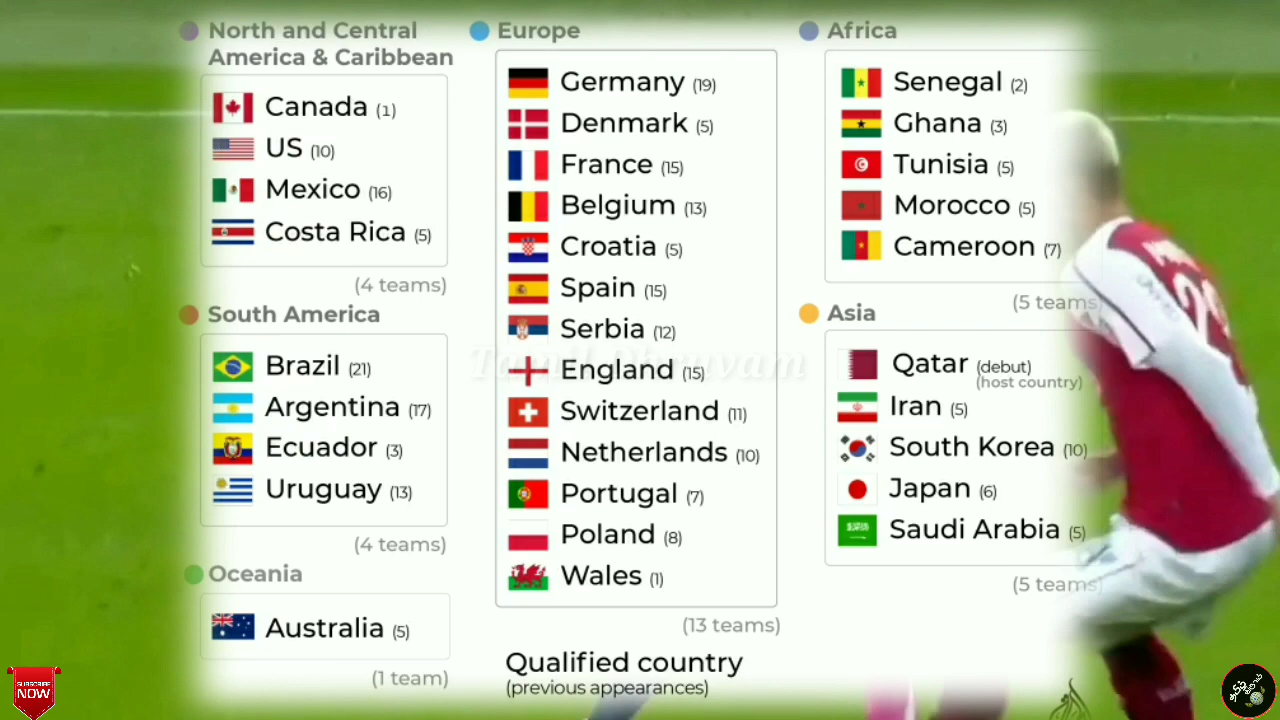 North and Central
America & Caribbean
Canada (1)
US (10)
Mexico (16)
Costa Rica (5)
(4 teams)
South America
Brazil (21)
Argentina (17)
Ecuador (3)
Uruguay (13)
(4 teams)
Oceania
Australia (5)
(1 team)
Europe
Germany (19)
Denmark (5)
France (15)
Belgium (13)
Croatia (5)
Spain (15)
Serbia (12)
England (15)
Switzerland (11)
Netherlands (10)
Portugal (7)
Poland (8)
Wales (1)
(13 teams)
Qualified country
(previous appearances)
Africa
Senegal (2)
Ghana (3)
Tunisia (5)
Morocco (5)
Cameroon (7)
(5 teams)
Asia
Qatar (debut)
(host country)
Iran (5)
South Korea (10)
Japan (6)
Saudi Arabia (5)
(5 teams)
SUBSCRIBE
NOW